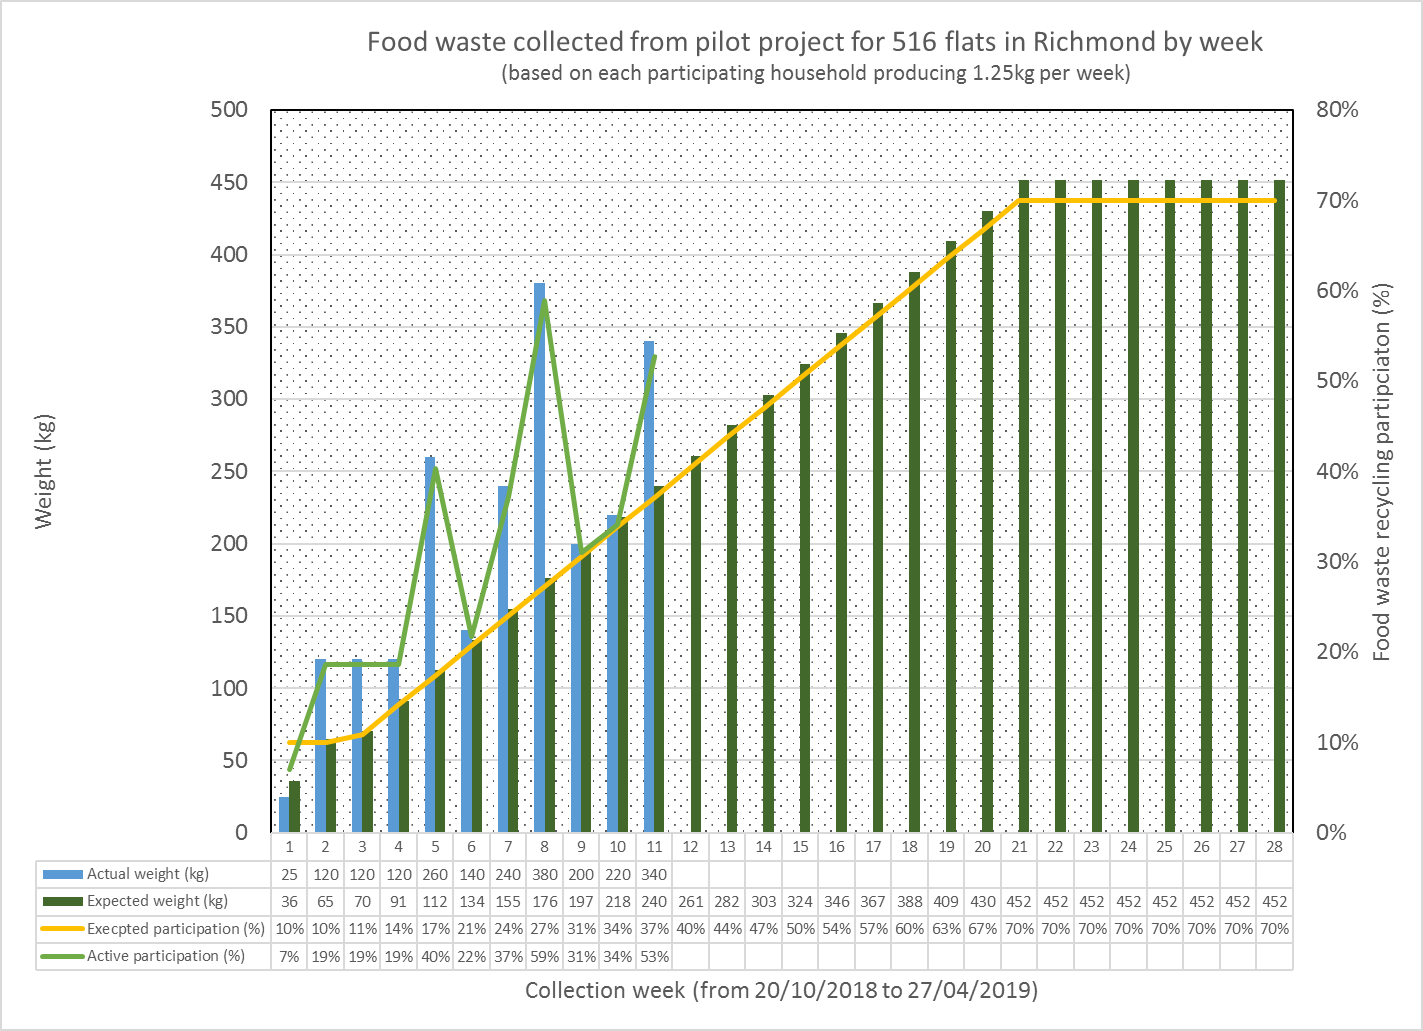 Food waste collected from pilot project for 516 flats in Richmond by week
(based on each participating household producing 1.25kg per week)
500
450
400
350
300
250
200
150
100
50
0
Weight (kg)
80%
70%
60%
50%
40%
30%
20%
10%
0%
Food waste recycling partipciaton (%)
1 2 3 4 5 6 7 8 9 10 11 12 13 14 15 16 17 18 19 20 21 22 23 24 25 26 27 28
Actual weight (kg) 25 120 120 120 260 140 240 380 200 220 340
Expected weight (kg) 36 65 70 91 112 134 155 176 197 218 240 261 282 303 324 346 367 388 409 430 452 452 452 452 452 452 452 452
Execpted participation (%) 10% 10% 11% 14% 17% 21% 24% 27% 31% 34% 37% 40% 44% 47% 50% 54% 57% 60% 63% 67% 70% 70% 70% 70% 70% 70% 70% 70%
Active participation (%) 7% 19% 19% 19% 40% 22% 37% 59% 31% 34% 53%
Collection week (from 20/10/2018 to 27/04/2019)